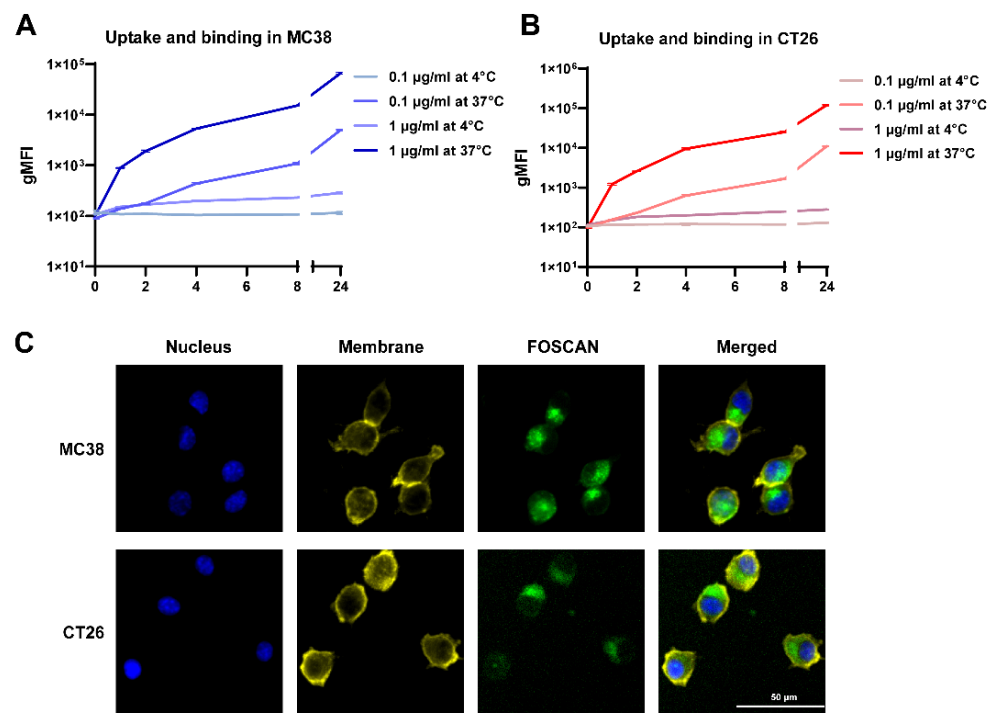 A
Uptake and binding in MC38
gMFI
1×10⁵
1×10⁴
1×10³
1×10²
1×10¹
0 2 4 6 8 24
0.1 µg/ml at 4°C
0.1 µg/ml at 37°C
1 µg/ml at 4°C
1 µg/ml at 37°C
B
Uptake and binding in CT26
gMFI
1×10⁶
1×10⁵
1×10⁴
1×10³
1×10²
1×10¹
0 2 4 6 8 24
0.1 µg/ml at 4°C
0.1 µg/ml at 37°C
1 µg/ml at 4°C
1 µg/ml at 37°C
C
Nucleus Membrane FOSCAN Merged
MC38
CT26
50 µm